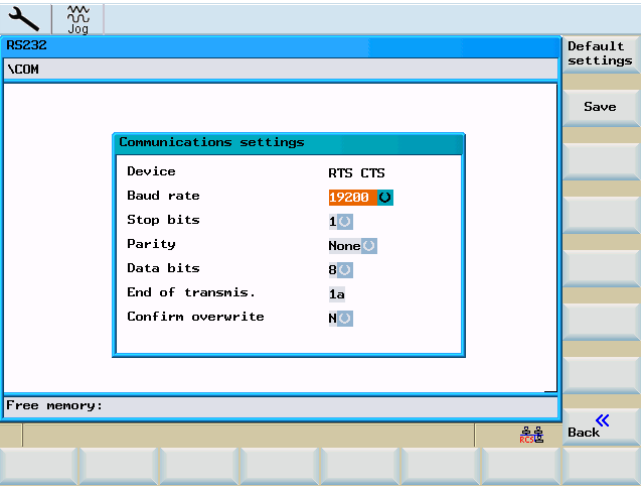 Jog
RS232
\COM
Default
settings
Save
Communications settings
Device RTS CTS
Baud rate 19200
Stop bits 1
Parity None
Data bits 8
End of transmis. 1a
Confirm overwrite N
Free memory:
RCS
Back